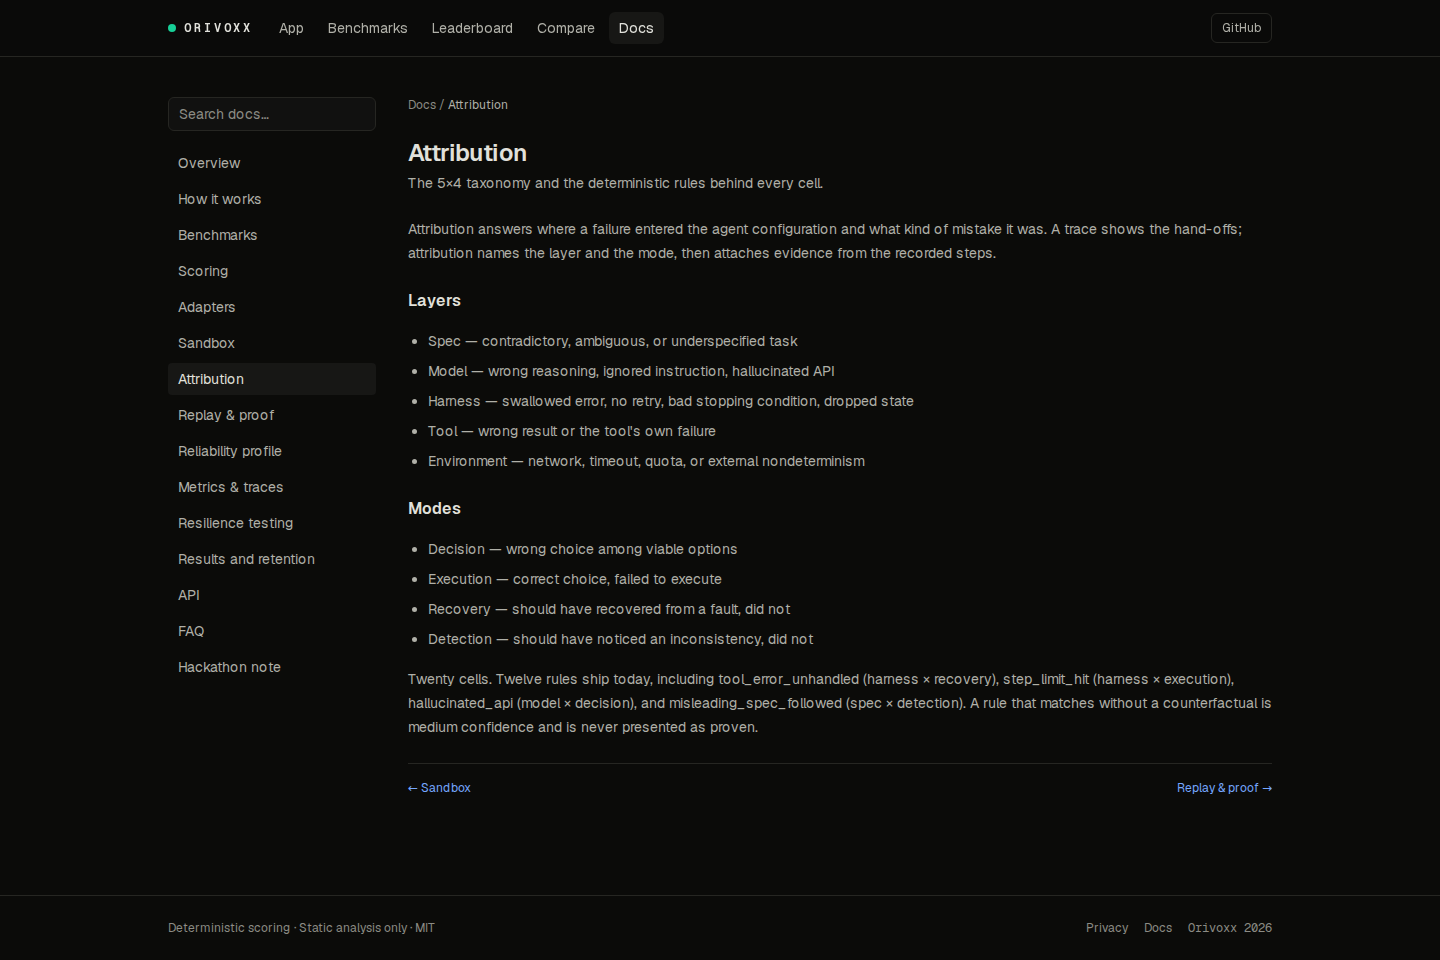 ORIVOXX App Benchmarks Leaderboard Compare Docs GitHub
Search docs…
Overview
How it works
Benchmarks
Scoring
Adapters
Sandbox
Attribution
Replay & proof
Reliability profile
Metrics & traces
Resilience testing
Results and retention
API
FAQ
Hackathon note
Docs / Attribution
Attribution
The 5×4 taxonomy and the deterministic rules behind every cell.
Attribution answers where a failure entered the agent configuration and what kind of mistake it was. A trace shows the hand-offs;
attribution names the layer and the mode, then attaches evidence from the recorded steps.
Layers
• Spec — contradictory, ambiguous, or underspecified task
• Model — wrong reasoning, ignored instruction, hallucinated API
• Harness — swallowed error, no retry, bad stopping condition, dropped state
• Tool — wrong result or the tool's own failure
• Environment — network, timeout, quota, or external nondeterminism
Modes
• Decision — wrong choice among viable options
• Execution — correct choice, failed to execute
• Recovery — should have recovered from a fault, did not
• Detection — should have noticed an inconsistency, did not
Twenty cells. Twelve rules ship today, including tool_error_unhandled (harness × recovery), step_limit_hit (harness × execution),
hallucinated_api (model × decision), and misleading_spec_followed (spec × detection). A rule that matches without a counterfactual is
medium confidence and is never presented as proven.
← Sandbox Replay & proof →
Deterministic scoring · Static analysis only · MIT Privacy Docs Orivoxx 2026